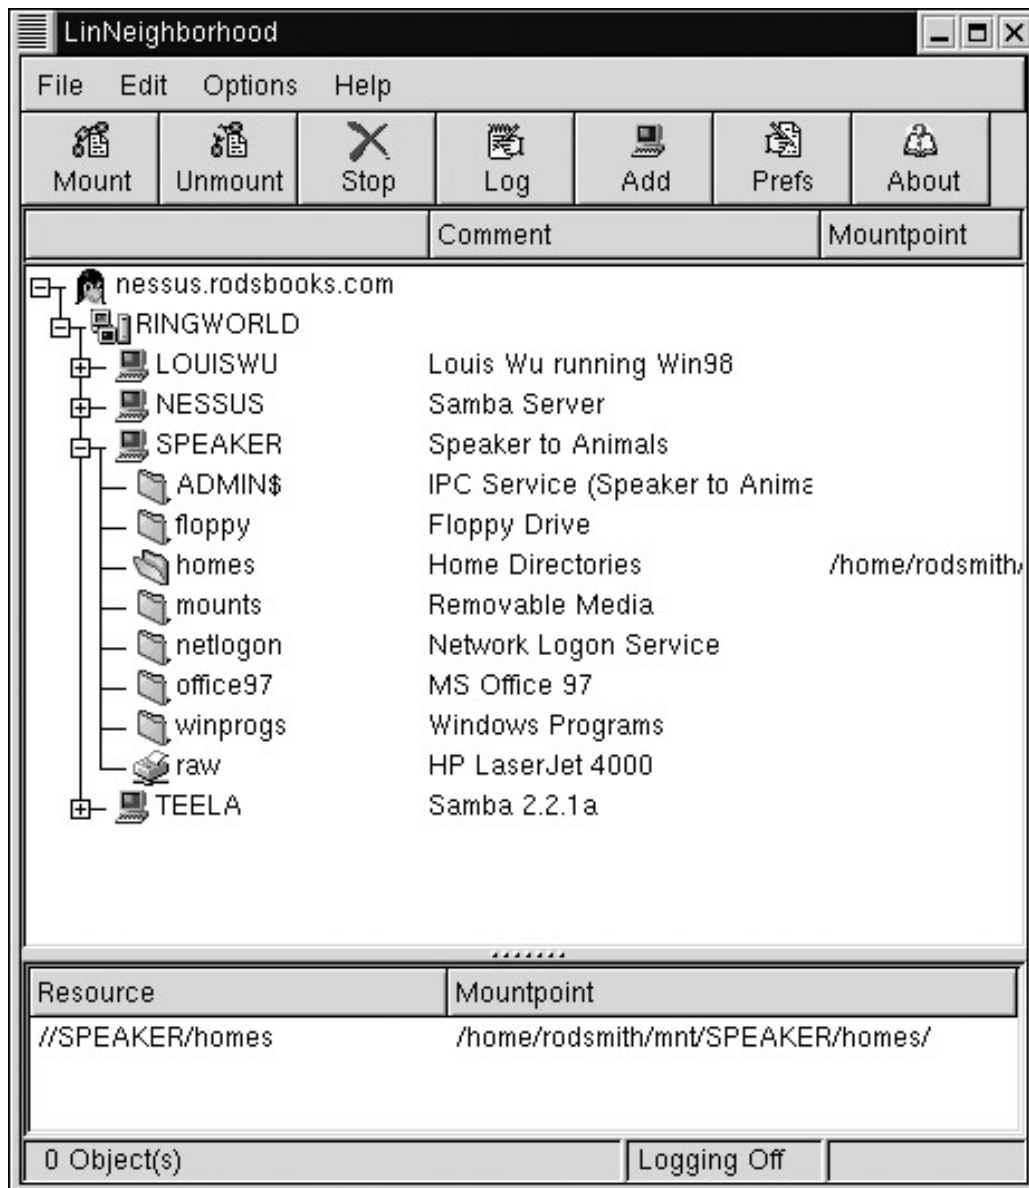 LinNeighborhood
File Edit Options Help
Mount Unmount Stop Log Add Prefs About
Comment Mountpoint
nessus.rodsbooks.com
RINGWORLD
LOUISWU Louis Wu running Win98
NESSUS Samba Server
SPEAKER Speaker to Animals
ADMIN$ IPC Service (Speaker to Anima
floppy Floppy Drive
homes Home Directories /home/rodsmith/
mounts Removable Media
netlogon Network Logon Service
office97 MS Office 97
winprogs Windows Programs
raw HP LaserJet 4000
TEELA Samba 2.2.1a
Resource Mountpoint
//SPEAKER/homes /home/rodsmith/mnt/SPEAKER/homes/
0 Object(s) Logging Off